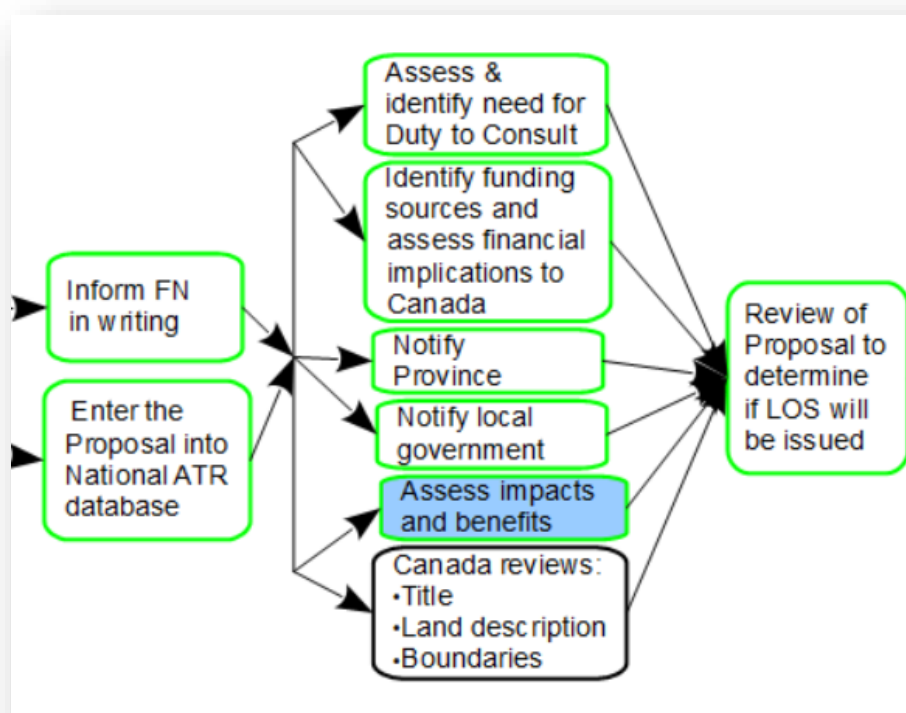 Assess &
identify need for
Duty to Consult
Identify funding
sources and
assess financial
implications to
Canada
Inform FN
in writing
Notify
Province
Review of
Proposal to
determine
if LOS will
be issued
Enter the
Proposal into
National ATR
database
Notify local
government
Assess impacts
and benefits
Canada reviews:
•Title
•Land description
•Boundaries